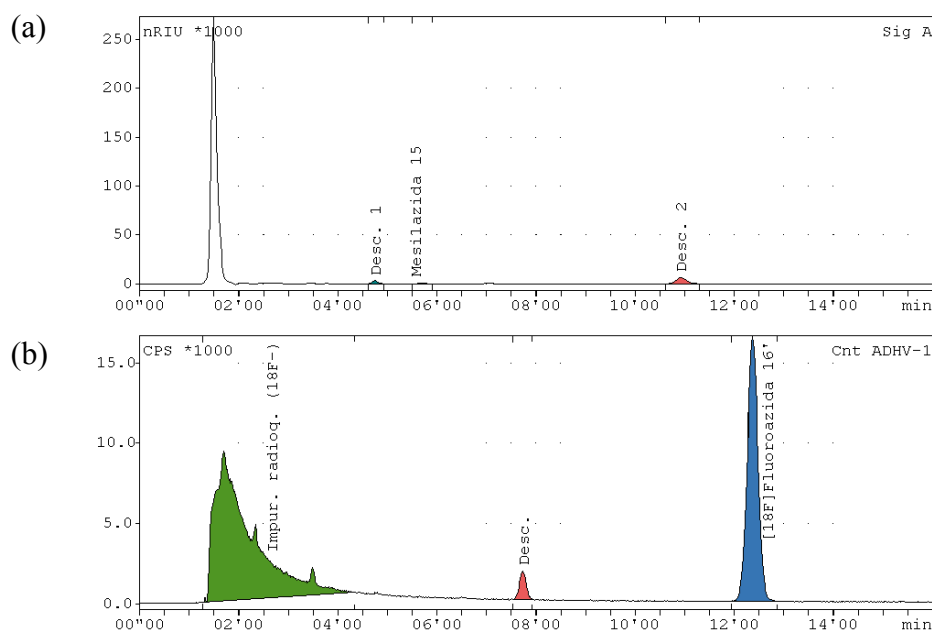 (a)
nRIU *1000
Sig A
250
200
150
100
50
0
Desc. 1
Mesilazida 15
Desc. 2
00'00 02'00 04'00 06'00 08'00 10'00 12'00 14'00 min
(b)
CPS *1000
Cnt ADHV-1
15.0
10.0
5.0
0.0
Impur. radioq. (18F-)
Desc.
[18F]Fluoroazida 16'
00'00 02'00 04'00 06'00 08'00 10'00 12'00 14'00 min